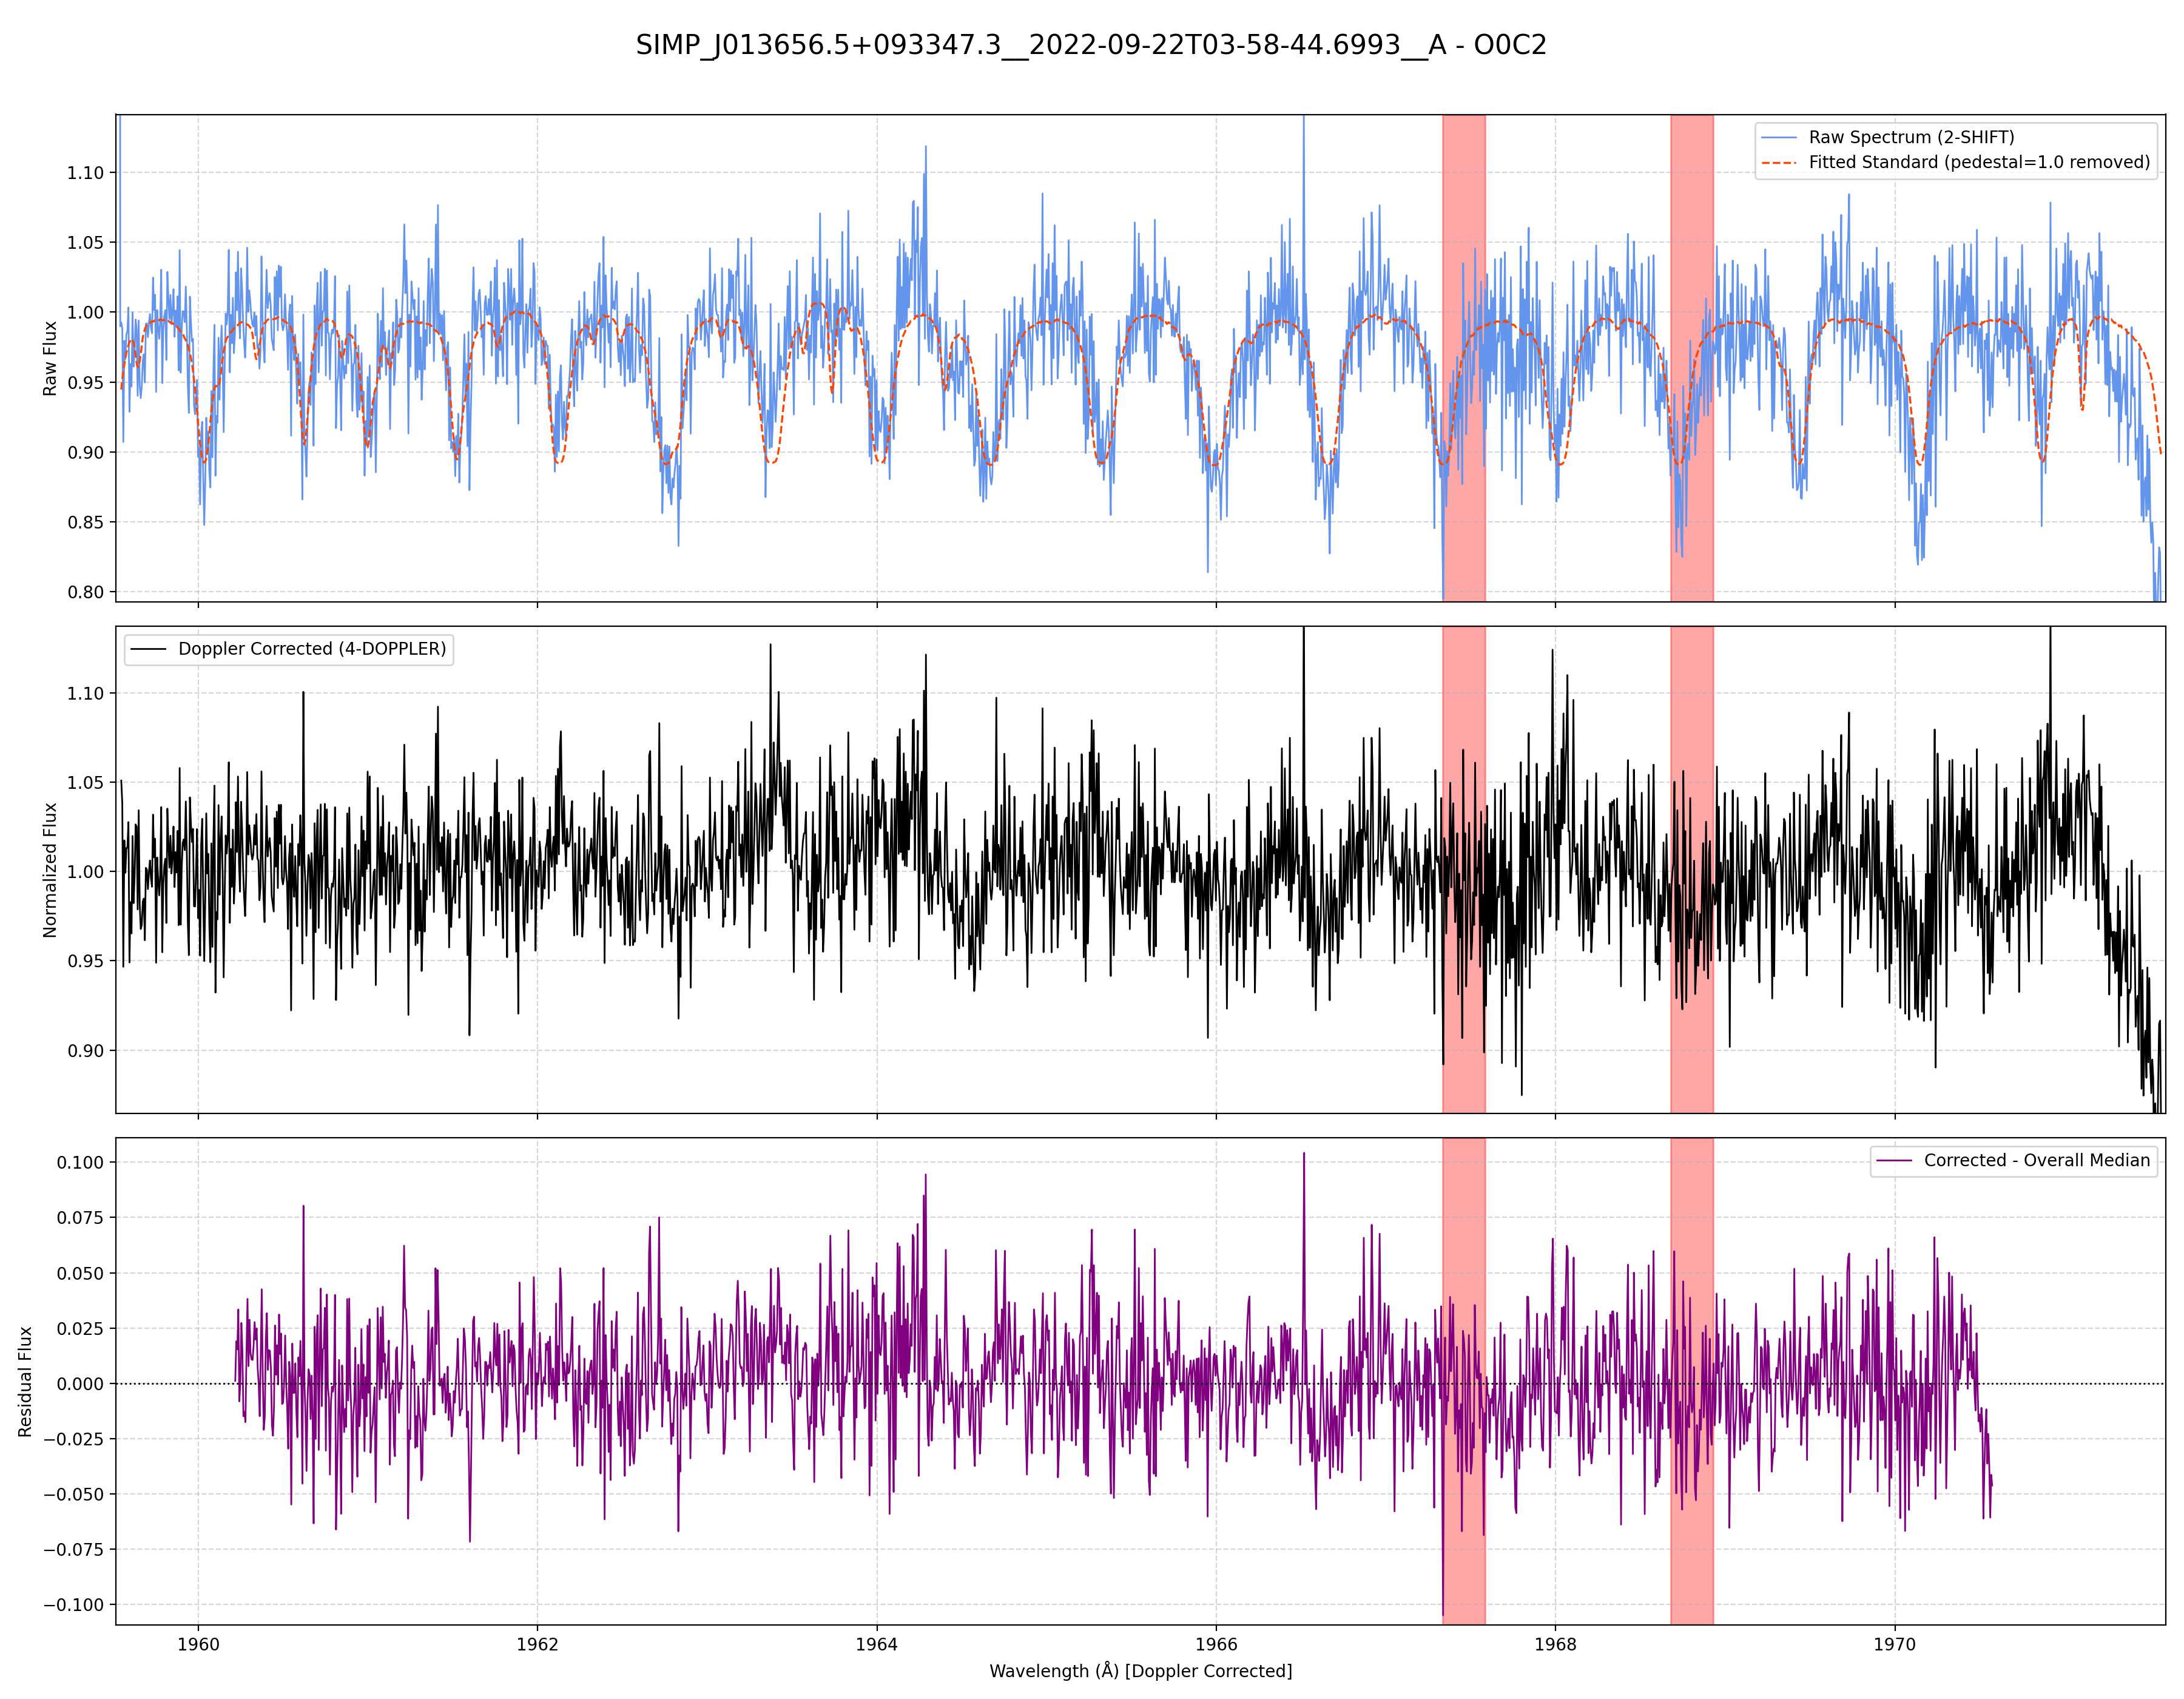 SIMP_J013656.5+093347.3__2022-09-22T03-58-44.6993__A - O0C2
Raw Flux
1.10
1.05
1.00
0.95
0.90
0.85
0.80
Raw Spectrum (2-SHIFT)
Fitted Standard (pedestal=1.0 removed)
Normalized Flux
1.10
1.05
1.00
0.95
0.90
Doppler Corrected (4-DOPPLER)
Residual Flux
0.100
0.075
0.050
0.025
0.000
−0.025
−0.050
−0.075
−0.100
Corrected - Overall Median
1960 1962 1964 1966 1968 1970
Wavelength (Å) [Doppler Corrected]